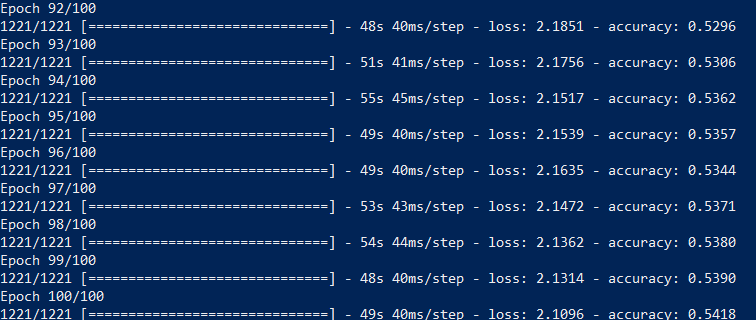 Epoch 92/100
1221/1221 [==============================] - 48s 40ms/step - loss: 2.1851 - accuracy: 0.5296
Epoch 93/100
1221/1221 [==============================] - 51s 41ms/step - loss: 2.1756 - accuracy: 0.5306
Epoch 94/100
1221/1221 [==============================] - 55s 45ms/step - loss: 2.1517 - accuracy: 0.5362
Epoch 95/100
1221/1221 [==============================] - 49s 40ms/step - loss: 2.1539 - accuracy: 0.5357
Epoch 96/100
1221/1221 [==============================] - 49s 40ms/step - loss: 2.1635 - accuracy: 0.5344
Epoch 97/100
1221/1221 [==============================] - 53s 43ms/step - loss: 2.1472 - accuracy: 0.5371
Epoch 98/100
1221/1221 [==============================] - 54s 44ms/step - loss: 2.1362 - accuracy: 0.5380
Epoch 99/100
1221/1221 [==============================] - 48s 40ms/step - loss: 2.1314 - accuracy: 0.5390
Epoch 100/100
1221/1221 [==============================] - 49s 40ms/step - loss: 2.1096 - accuracy: 0.5418